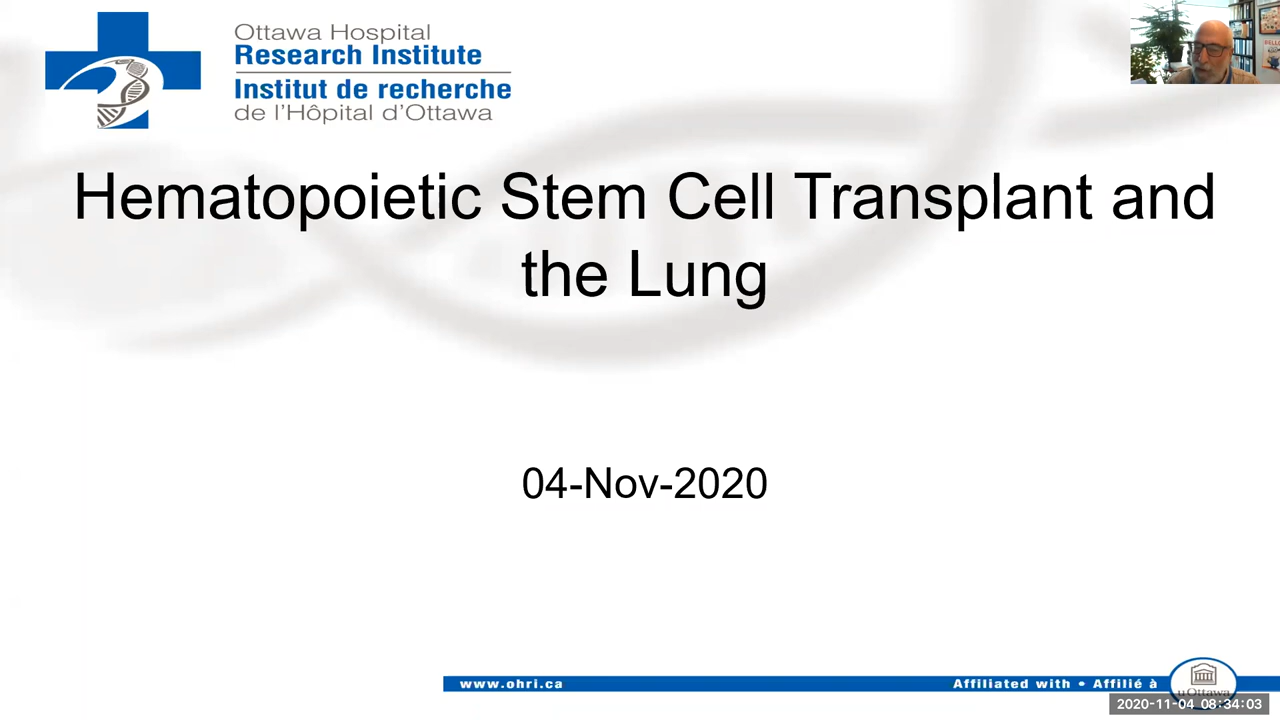 Ottawa Hospital
Research Institute
Institut de recherche
de l'Hôpital d'Ottawa
Hematopoietic Stem Cell Transplant and
the Lung
04-Nov-2020
www.ohri.ca
Affiliated with • Affilié à
uOttawa
2020-11-04 08:34:03